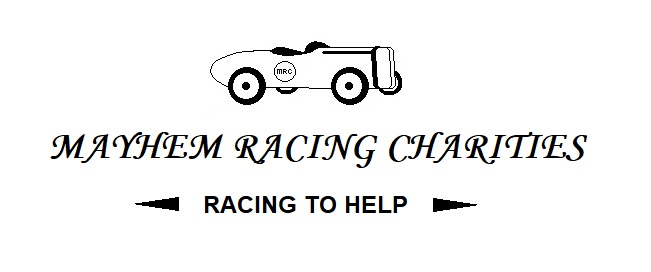 MRC
MAYHEM RACING CHARITIES
RACING TO HELP